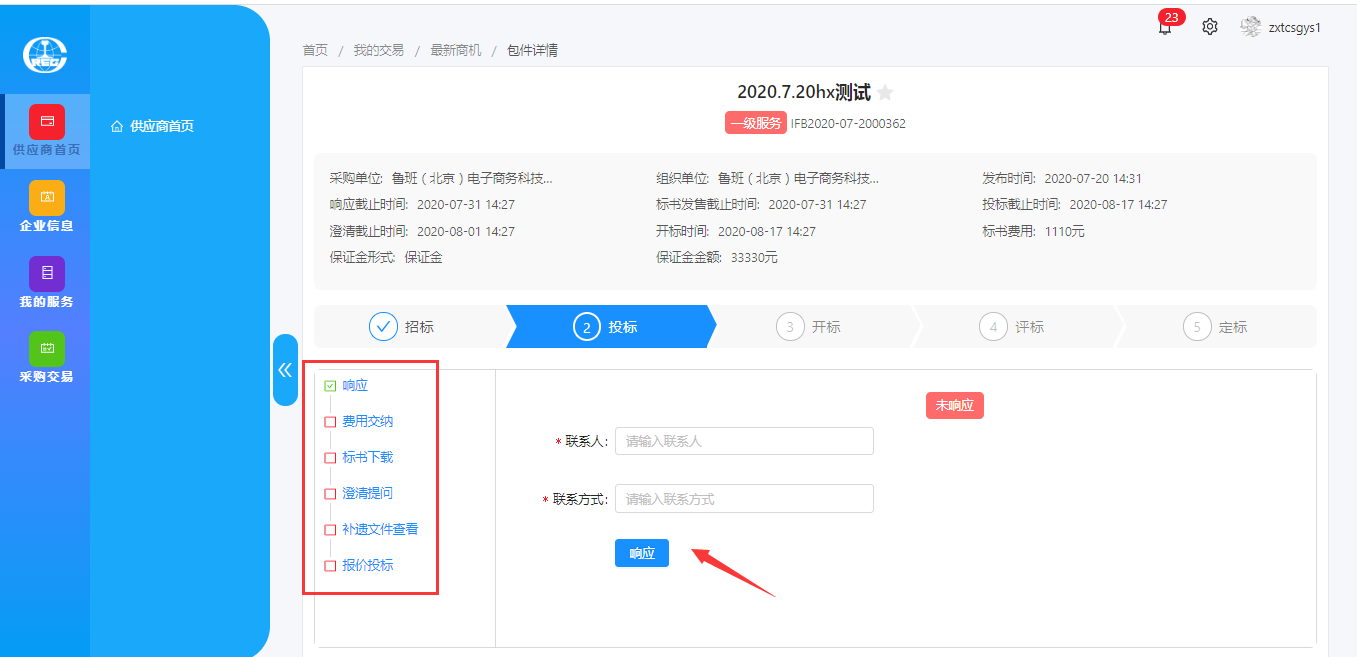 23
zxtcsgys1
首页 / 我的交易 / 最新商机 / 包件详情
供应商首页
企业信息
我的服务
采购交易
供应商首页
2020.7.20hx测试
一级服务 IFB2020-07-2000362
采购单位: 鲁班（北京）电子商务科技... 组织单位: 鲁班（北京）电子商务科技... 发布时间: 2020-07-20 14:31
响应截止时间: 2020-07-31 14:27 标书发售截止时间: 2020-07-31 14:27 投标截止时间: 2020-08-17 14:27
澄清截止时间: 2020-08-01 14:27 开标时间: 2020-08-17 14:27 标书费用: 1110元
保证金形式: 保证金 保证金金额: 33330元
招标 2 投标 3 开标 4 评标 5 定标
响应
费用交纳
标书下载
澄清提问
补遗文件查看
报价投标
未响应
* 联系人: 请输入联系人
* 联系方式: 请输入联系方式
响应